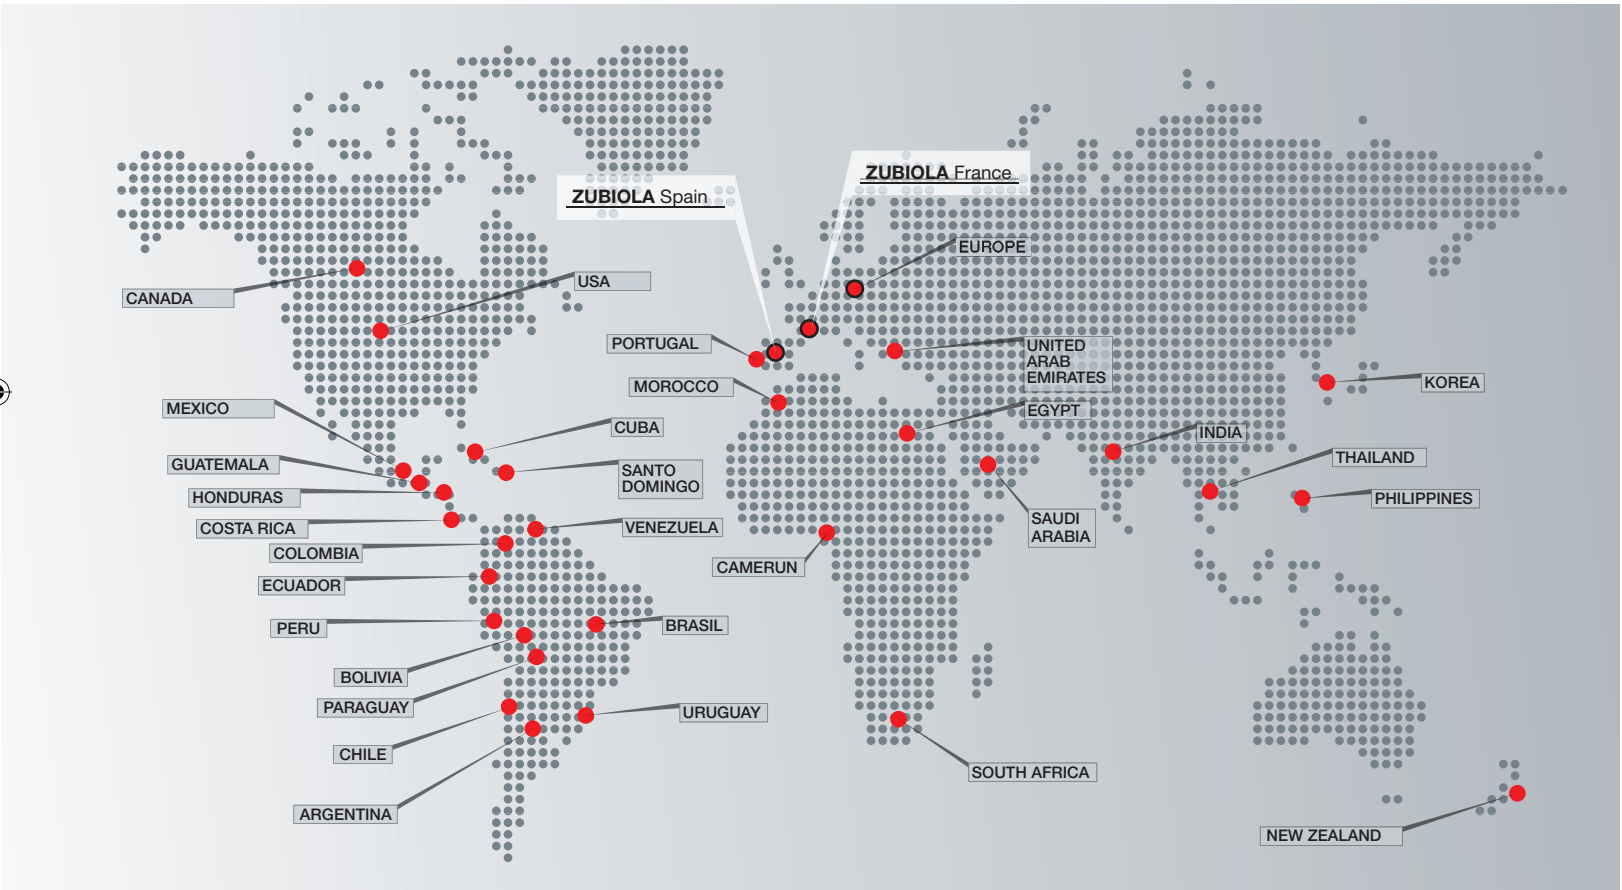 ZUBIOLA France
ZUBIOLA Spain
EUROPE
CANADA
USA
PORTUGAL
UNITED
ARAB
EMIRATES
MOROCCO
KOREA
MEXICO
EGYPT
CUBA
INDIA
GUATEMALA
THAILAND
SANTO
DOMINGO
HONDURAS
PHILIPPINES
COSTA RICA
VENEZUELA
SAUDI
ARABIA
COLOMBIA
CAMERUN
ECUADOR
PERU
BRASIL
BOLIVIA
PARAGUAY
URUGUAY
CHILE
SOUTH AFRICA
ARGENTINA
NEW ZEALAND